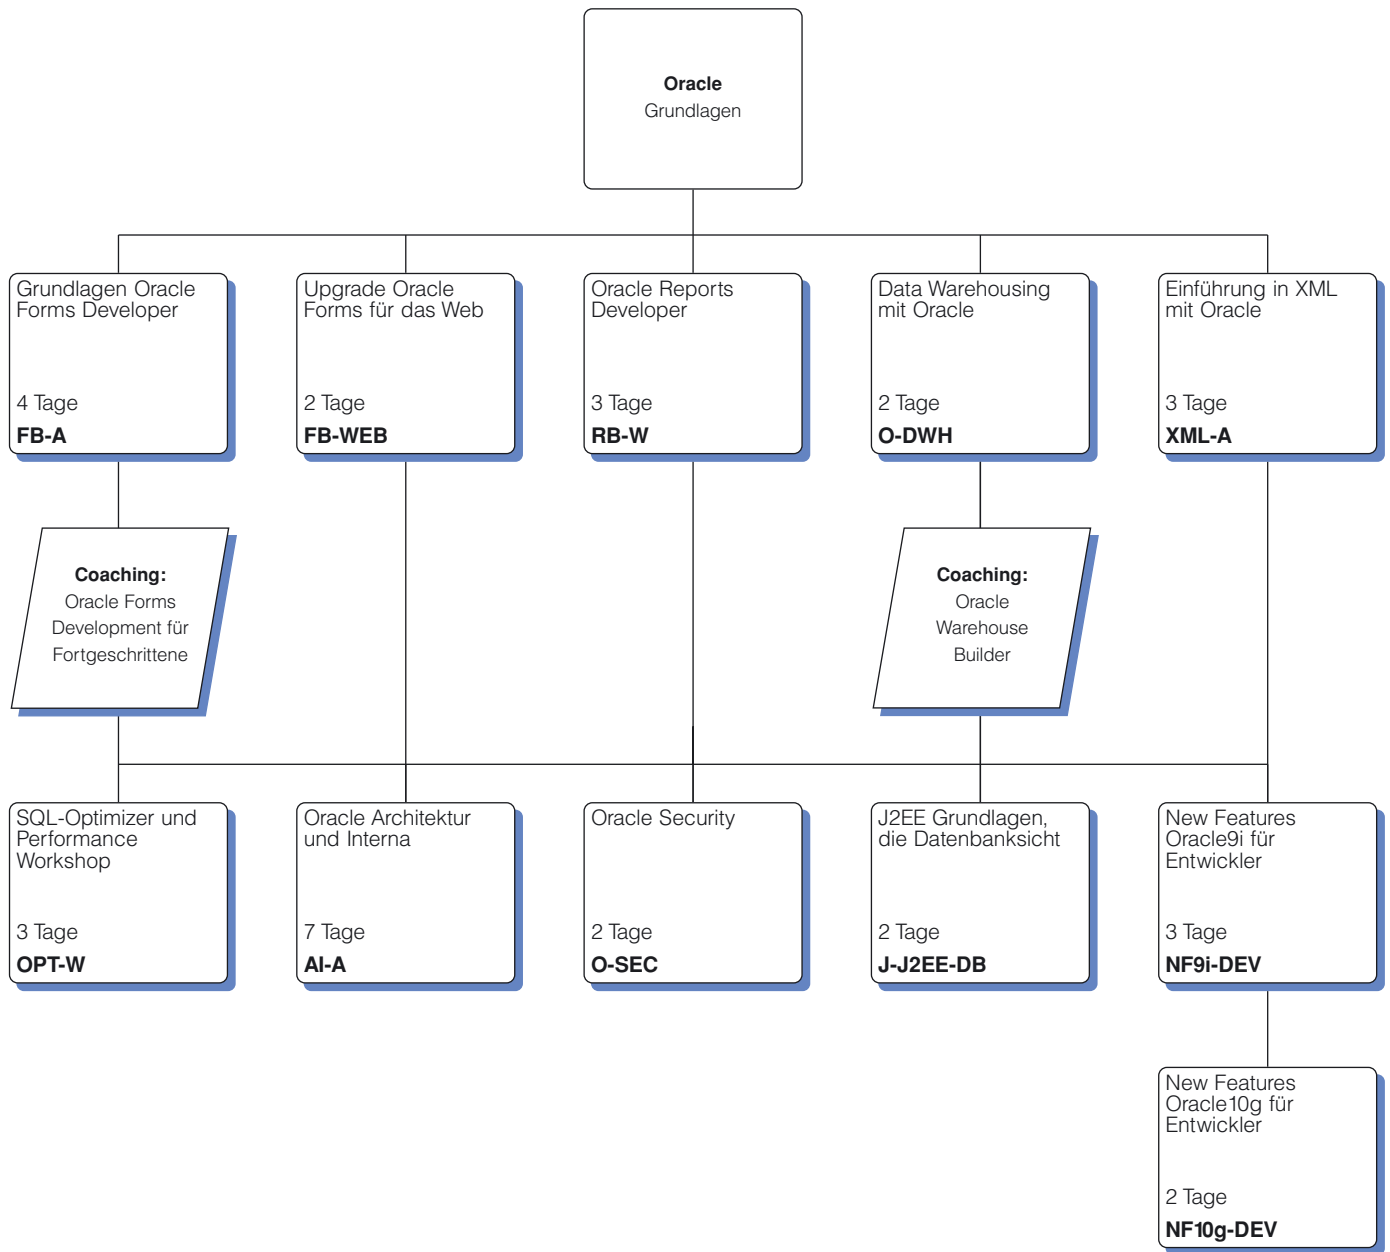 Oracle
Grundlagen
Grundlagen Oracle
Forms Developer
4 Tage
FB-A
Upgrade Oracle
Forms für das Web
2 Tage
FB-WEB
Oracle Reports
Developer
3 Tage
RB-W
Data Warehousing
mit Oracle
2 Tage
O-DWH
Einführung in XML
mit Oracle
3 Tage
XML-A
Coaching:
Oracle Forms
Development für
Fortgeschrittene
Coaching:
Oracle
Warehouse
Builder
SQL-Optimizer und
Performance
Workshop
3 Tage
OPT-W
Oracle Architektur
und Interna
7 Tage
AI-A
Oracle Security
2 Tage
O-SEC
J2EE Grundlagen,
die Datenbanksicht
2 Tage
J-J2EE-DB
New Features
Oracle9i für
Entwickler
3 Tage
NF9i-DEV
New Features
Oracle10g für
Entwickler
2 Tage
NF10g-DEV